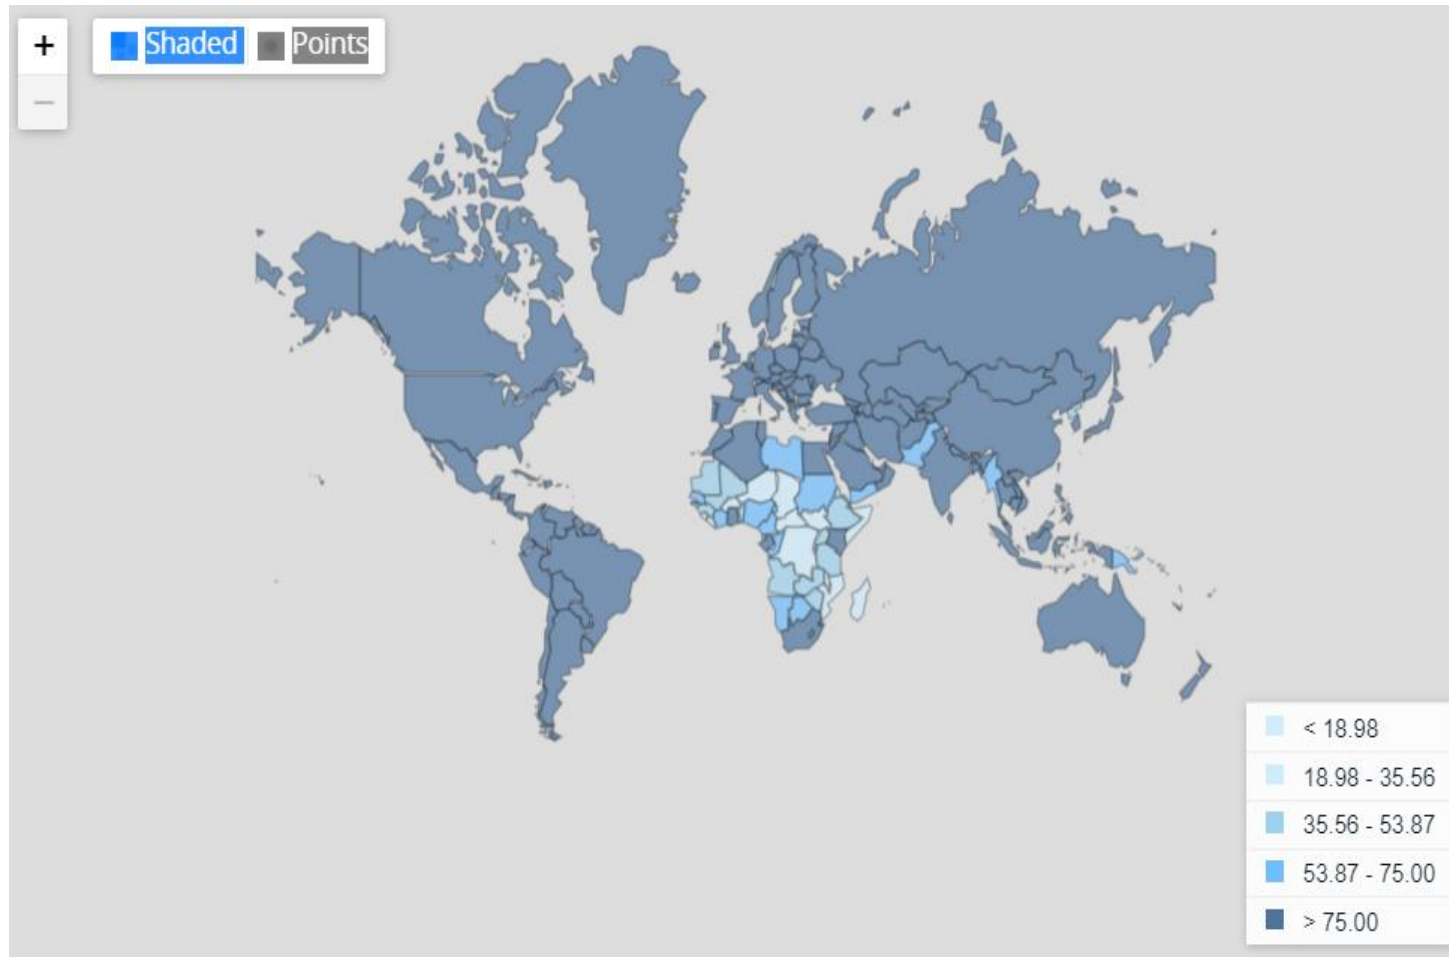 +
Shaded Points
−
< 18.98
18.98 - 35.56
35.56 - 53.87
53.87 - 75.00
> 75.00